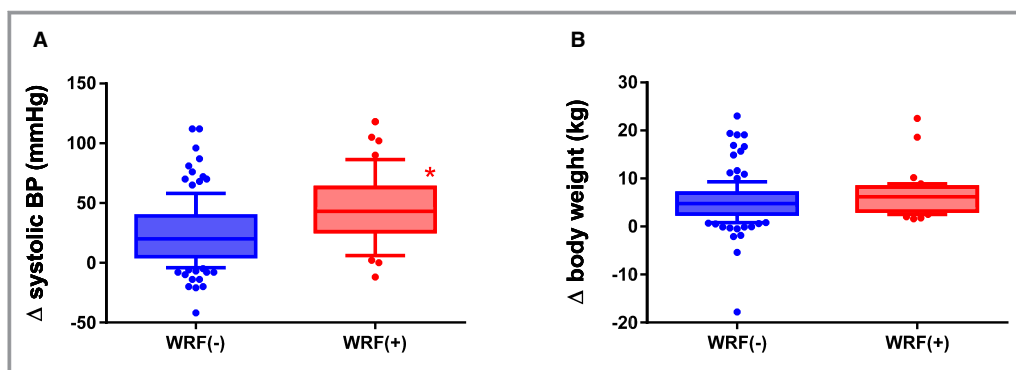 A
Δ systolic BP (mmHg)
150
100
50
0
-50
WRF(-)
WRF(+)
*
B
Δ body weight (kg)
30
20
10
0
-10
-20
WRF(-)
WRF(+)